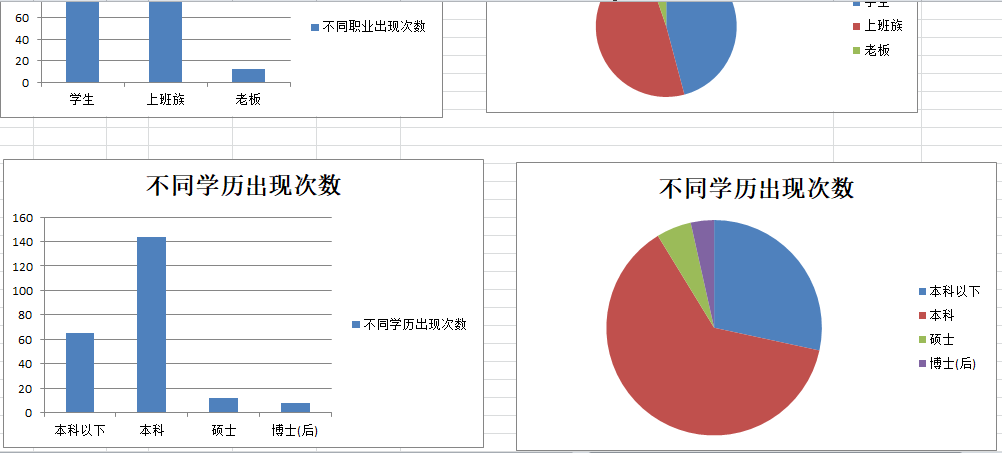 60
40
20
0
学生
上班族
老板
不同职业出现次数
学生
上班族
老板
不同学历出现次数
160
140
120
100
80
60
40
20
0
本科以下
本科
硕士
博士(后)
不同学历出现次数
不同学历出现次数
本科以下
本科
硕士
博士(后)